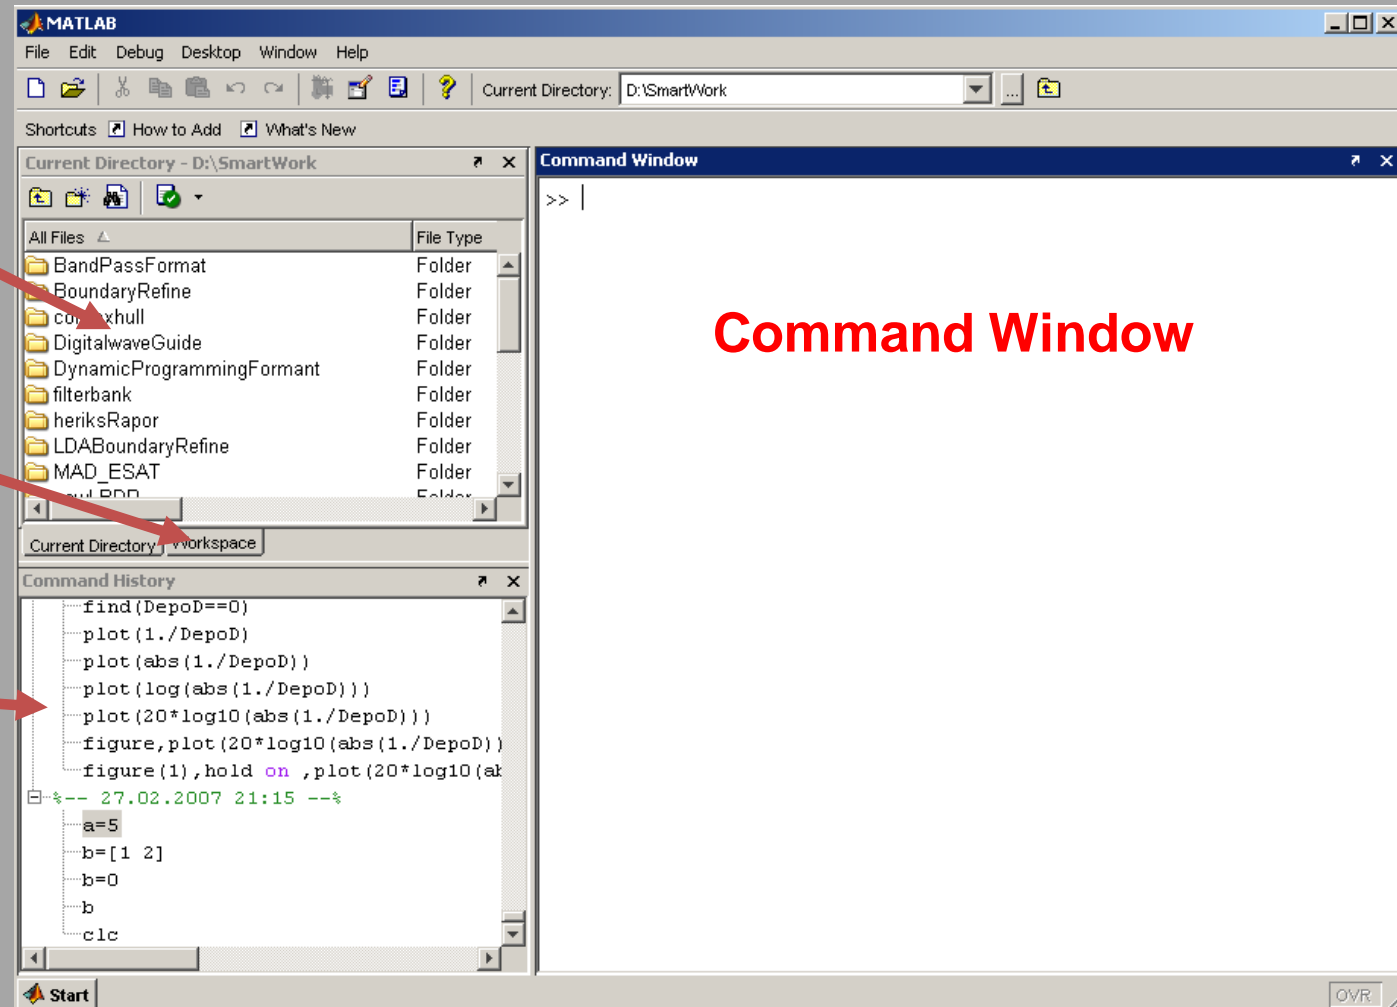 MATLAB
File Edit Debug Desktop Window Help
Current Directory: D:\SmartWork ...
Shortcuts How to Add What's New
Current Directory - D:\SmartWork
All Files File Type
BandPassFormat Folder
BoundaryRefine Folder
Folder
DigitalwaveGuide Folder
DynamicProgrammingFormant Folder
filterbank Folder
heriksRapor Folder
LDABoundaryRefine Folder
MAD_ESAT Folder
Folder
Current Directory Workspace
Command History
find(DepoD==0)
plot(1./DepoD)
plot(abs(1./DepoD))
plot(log(abs(1./DepoD)))
plot(20*log10(abs(1./DepoD)))
figure,plot(20*log10(abs(1./DepoD))
figure(1),hold on ,plot(20*log10(ab
%-- 27.02.2007 21:15 --%
a=5
b=[1 2]
b=0
b
clc
Command Window
>>
Command Window
Start
OVR